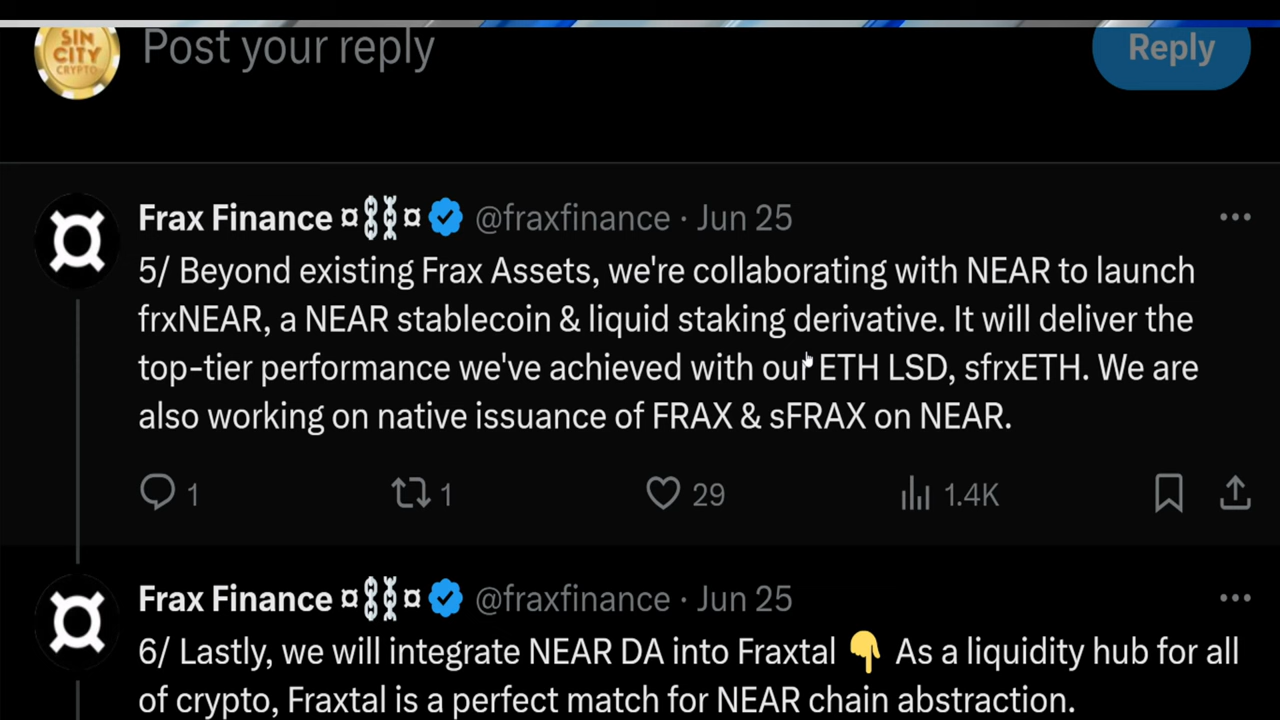 SIN CITY CRYPTO
Post your reply
Reply
Frax Finance ¤⛓️⛓️¤ @fraxfinance · Jun 25
5/ Beyond existing Frax Assets, we're collaborating with NEAR to launch
frxNEAR, a NEAR stablecoin & liquid staking derivative. It will deliver the
top-tier performance we've achieved with our ETH LSD, sfrxETH. We are
also working on native issuance of FRAX & sFRAX on NEAR.
1 1 29 1.4K
Frax Finance ¤⛓️⛓️¤ @fraxfinance · Jun 25
6/ Lastly, we will integrate NEAR DA into Fraxtal 👇 As a liquidity hub for all
of crypto, Fraxtal is a perfect match for NEAR chain abstraction.